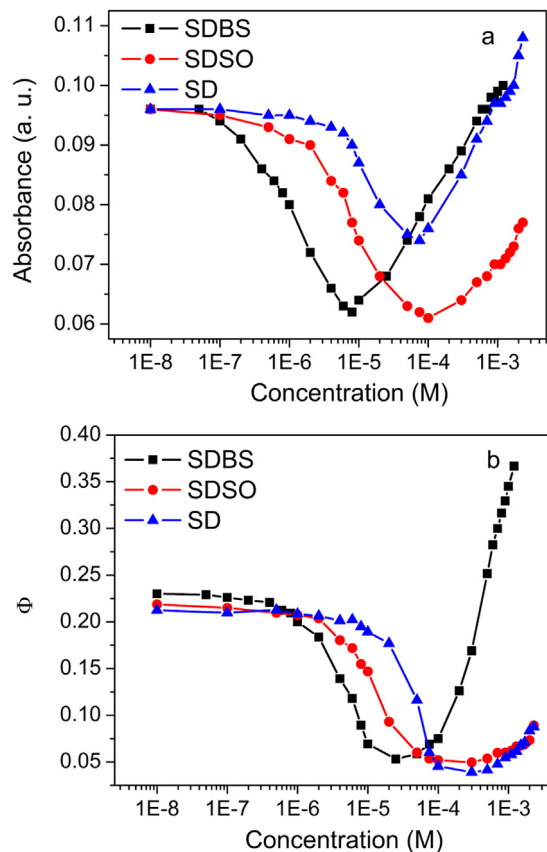 a
SDBS
SDSO
SD
0.11
0.10
0.09
0.08
0.07
0.06
Absorbance (a. u.)
1E-8 1E-7 1E-6 1E-5 1E-4 1E-3
Concentration (M)
b
SDBS
SDSO
SD
0.40
0.35
0.30
0.25
0.20
0.15
0.10
0.05
Φ
1E-8 1E-7 1E-6 1E-5 1E-4 1E-3
Concentration (M)